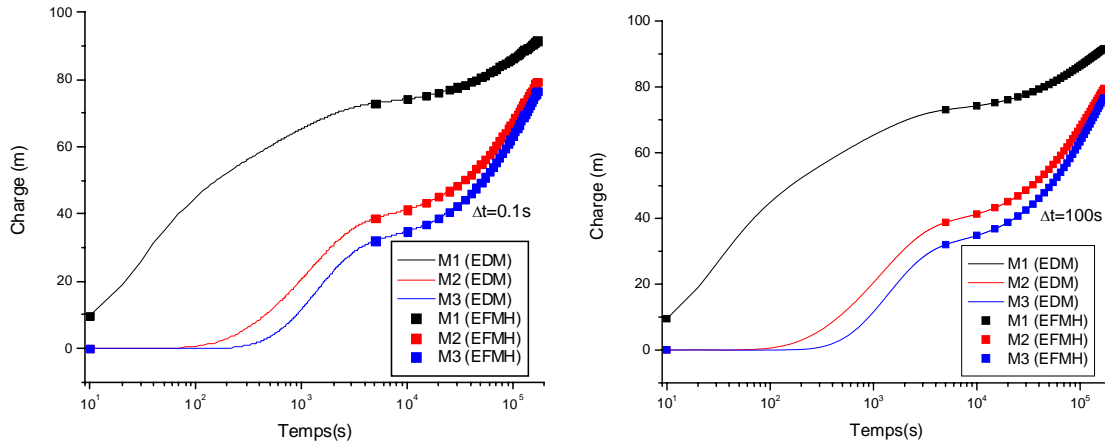 100
80
60
40
20
0
Charge (m)
Δt=0.1s
M1 (EDM)
M2 (EDM)
M3 (EDM)
M1 (EFMH)
M2 (EFMH)
M3 (EFMH)
10¹
10²
10³
10⁴
10⁵
Temps(s)
100
80
60
40
20
0
Charge (m)
Δt=100s
M1 (EDM)
M2 (EDM)
M3 (EDM)
M1 (EFMH)
M2 (EFMH)
M3 (EFMH)
10¹
10²
10³
10⁴
10⁵
Temps(s)